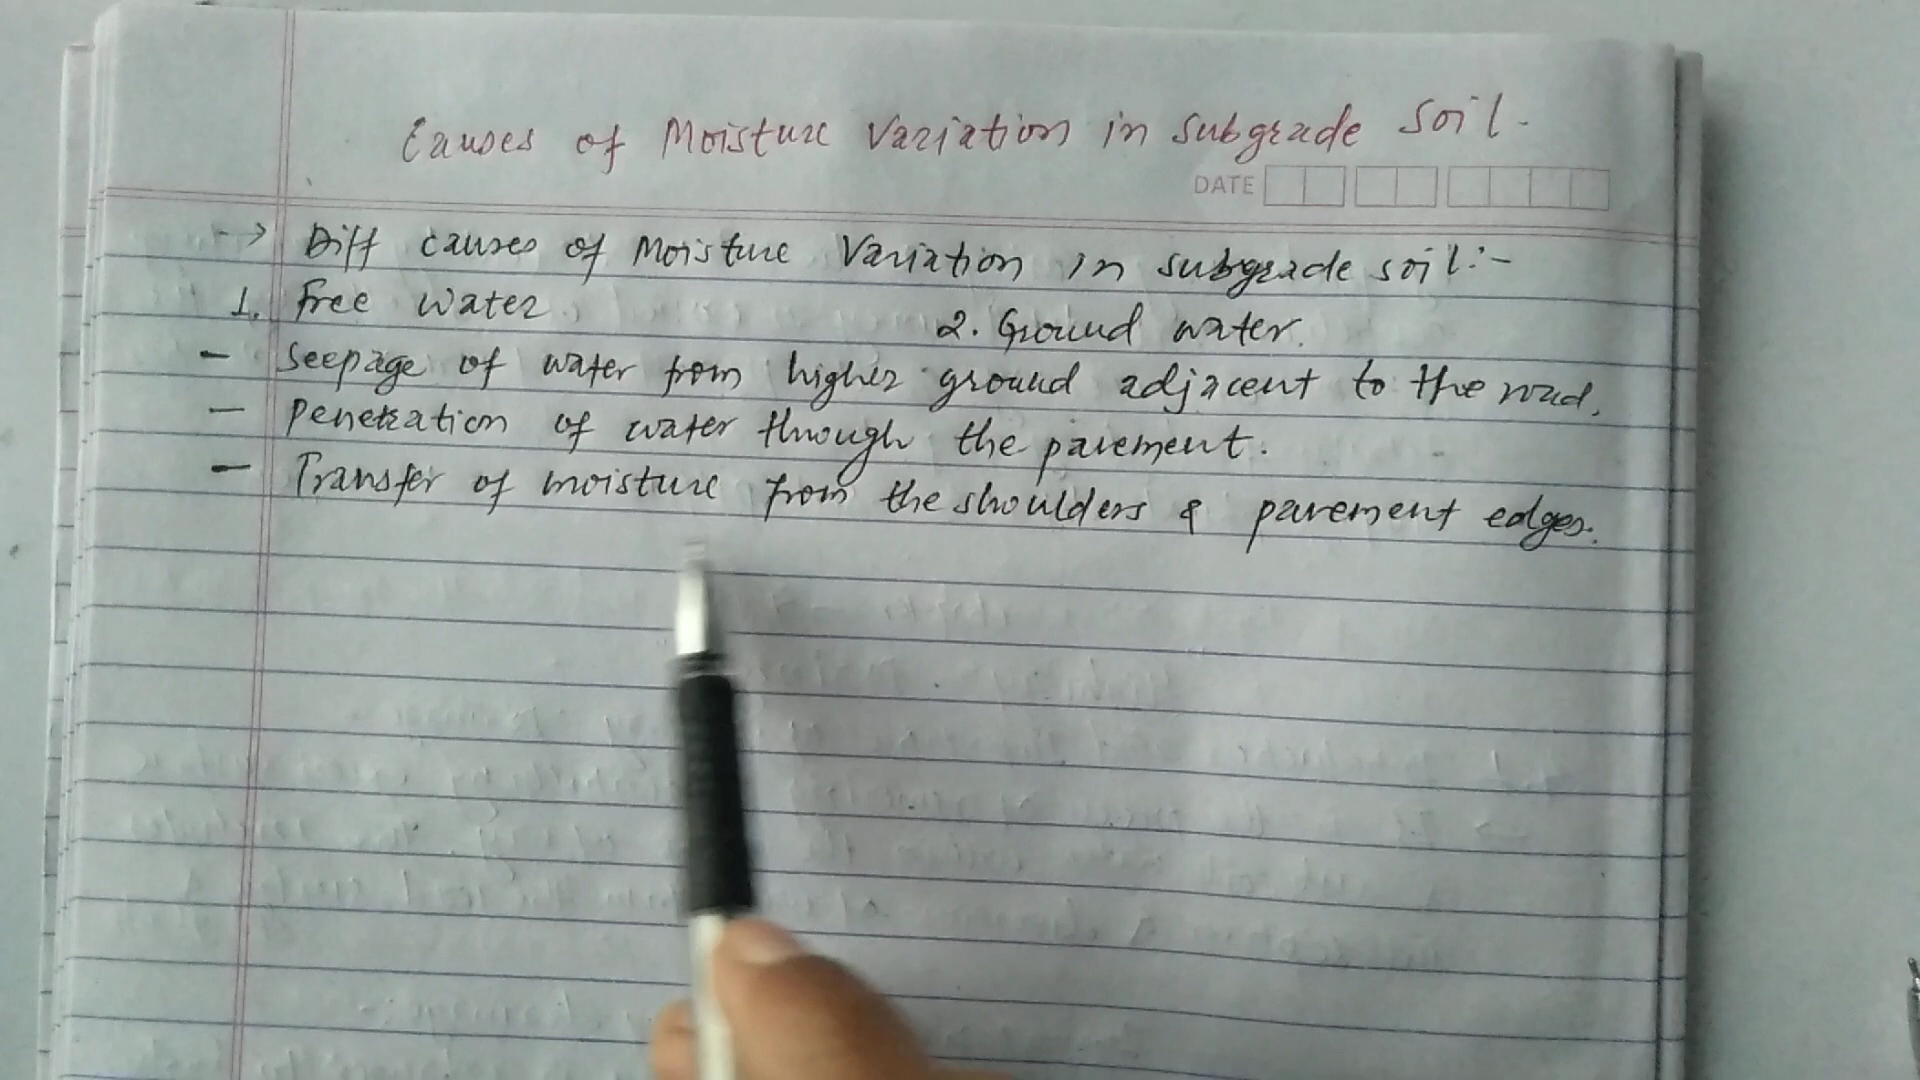 Causes of Moisture Variation in subgrade soil.
DATE
→ Diff causes of Moisture Variation in subgrade soil:-
1. Free water
2. Ground water.
- Seepage of water from higher ground adjacent to the road.
- penetration of water through the pavement.
- Transfer of moisture from the shoulders & pavement edges.